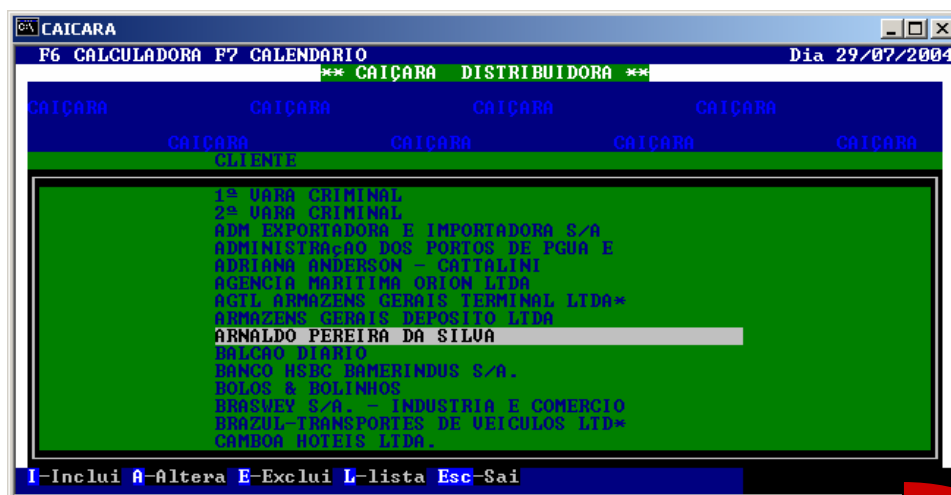 CAICARA
F6 CALCULADORA F7 CALENDARIO Dia 29/07/2004
** CAIÇARA DISTRIBUIDORA **
CAIÇARA CAIÇARA CAIÇARA CAIÇARA
CAIÇARA CAIÇARA CAIÇARA CAIÇARA
CLIENTE
1ª VARA CRIMINAL
2ª VARA CRIMINAL
ADM EXPORTADORA E IMPORTADORA S/A
ADMINISTRAçAO DOS PORTOS DE PGUA E
ADRIANA ANDERSON - CATTALINI
AGENCIA MARITIMA ORION LTDA
AGTL ARMAZENS GERAIS TERMINAL LTDA*
ARMAZENS GERAIS DEPOSITO LTDA
ARNALDO PEREIRA DA SILVA
BALCAO DIARIO
BANCO HSBC BAMERINDUS S/A.
BOLOS & BOLINHOS
BRASWEY S/A. - INDUSTRIA E COMERCIO
BRAZUL-TRANSPORTES DE VEICULOS LTD*
CAMBOA HOTEIS LTDA.
I-Inclui A-Altera E-Exclui L-lista Esc-Sai